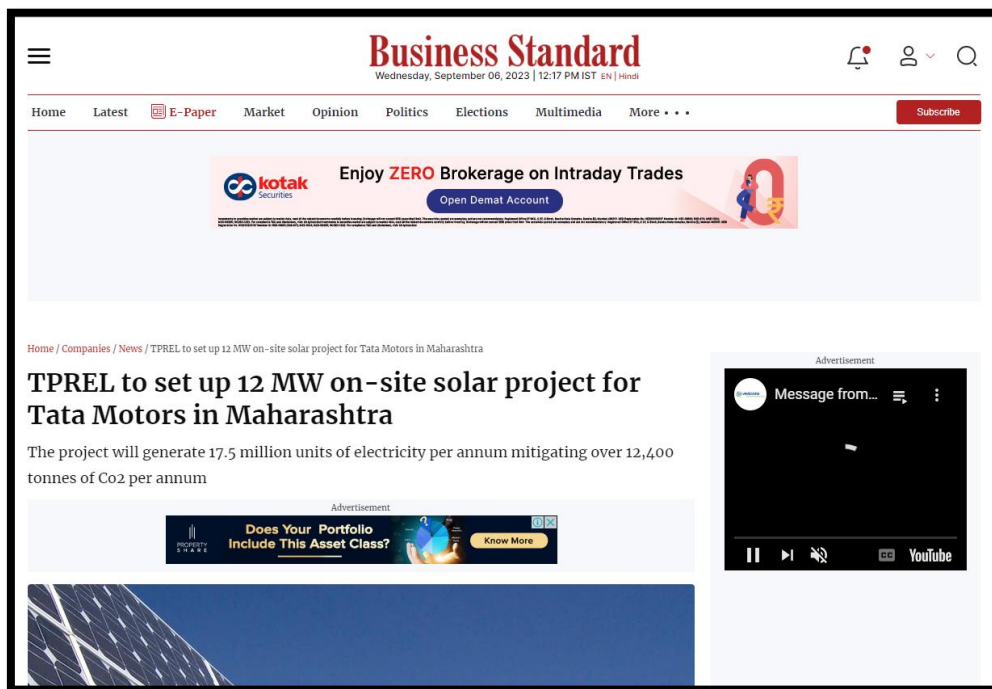 Business Standard
Wednesday, September 06, 2023 | 12:17 PM IST EN | Hindi
Home Latest E-Paper Market Opinion Politics Elections Multimedia More • • • Subscribe
kotak
Securities
Enjoy ZERO Brokerage on Intraday Trades
Open Demat Account
Home / Companies / News / TPREL to set up 12 MW on-site solar project for Tata Motors in Maharashtra
TPREL to set up 12 MW on-site solar project for
Tata Motors in Maharashtra
The project will generate 17.5 million units of electricity per annum mitigating over 12,400
tonnes of Co2 per annum
Advertisement
PROPERTY
SHARE
Does Your Portfolio
Include This Asset Class?
Know More
Advertisement
Message from...
CC YouTube